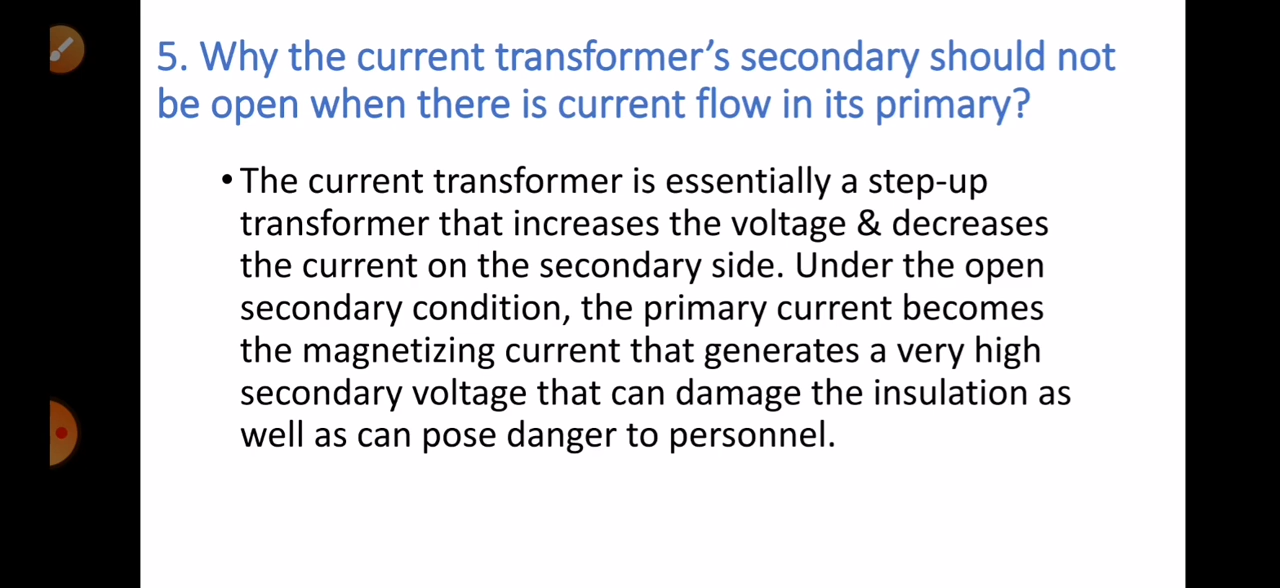 5. Why the current transformer’s secondary should not
be open when there is current flow in its primary?
• The current transformer is essentially a step-up
transformer that increases the voltage & decreases
the current on the secondary side. Under the open
secondary condition, the primary current becomes
the magnetizing current that generates a very high
secondary voltage that can damage the insulation as
well as can pose danger to personnel.